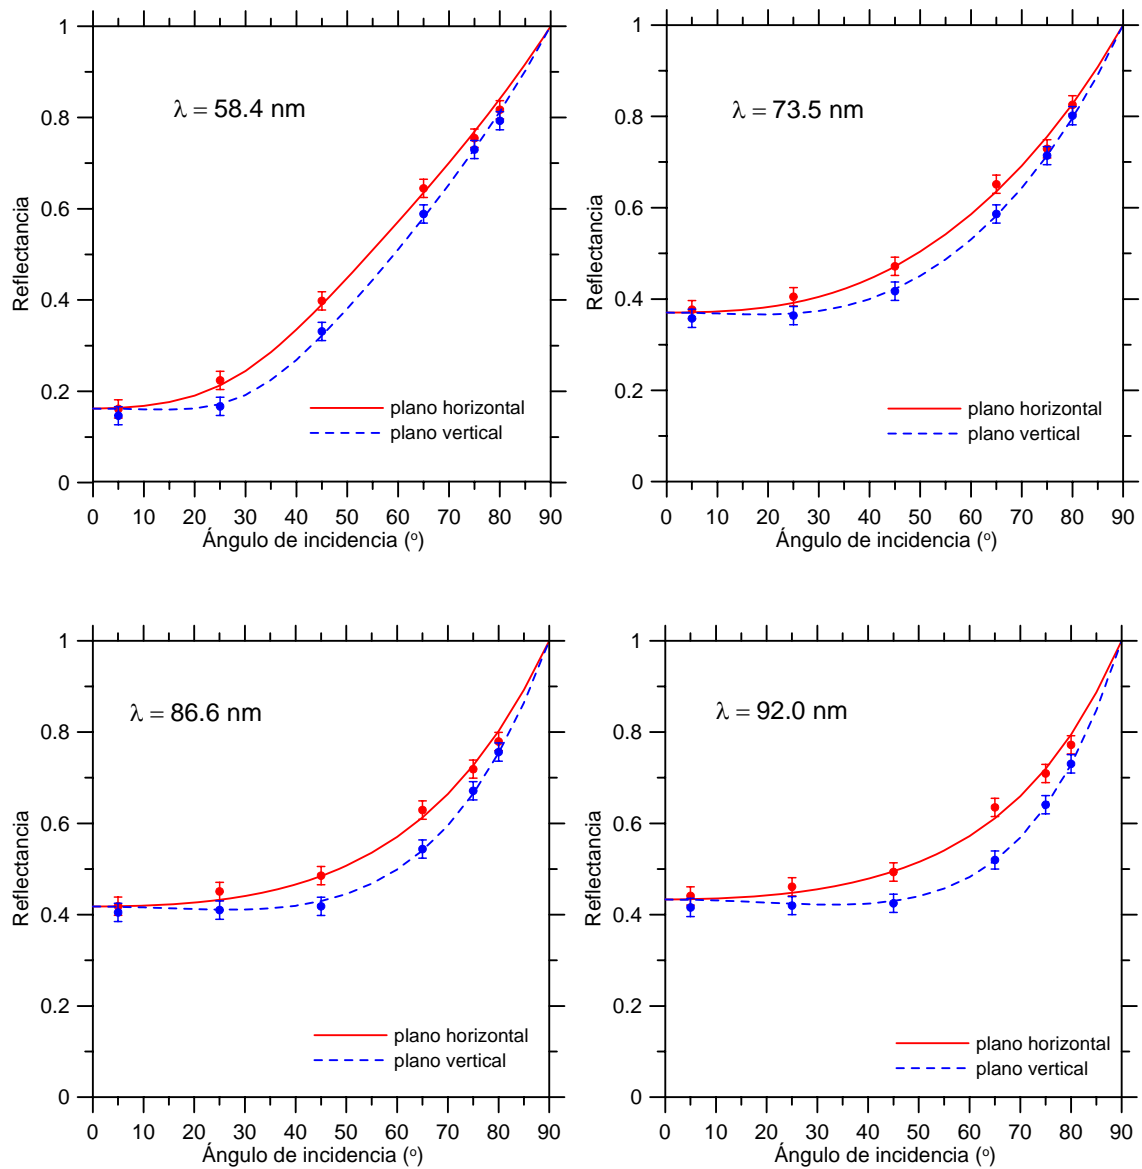 1
0.8
0.6
0.4
0.2
0
Reflectancia
λ = 58.4 nm
plano horizontal
plano vertical
0 10 20 30 40 50 60 70 80 90
Ángulo de incidencia (º)
1
0.8
0.6
0.4
0.2
0
Reflectancia
λ = 73.5 nm
plano horizontal
plano vertical
0 10 20 30 40 50 60 70 80 90
Ángulo de incidencia (º)
1
0.8
0.6
0.4
0.2
0
Reflectancia
λ = 86.6 nm
plano horizontal
plano vertical
0 10 20 30 40 50 60 70 80 90
Ángulo de incidencia (º)
1
0.8
0.6
0.4
0.2
0
Reflectancia
λ = 92.0 nm
plano horizontal
plano vertical
0 10 20 30 40 50 60 70 80 90
Ángulo de incidencia (º)